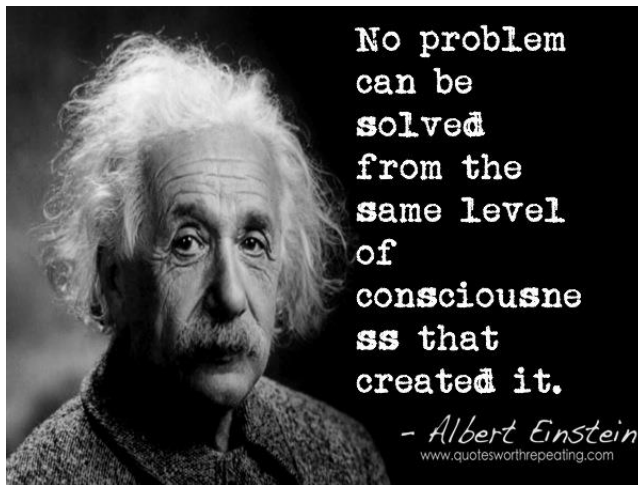 No problem
can be
solved
from the
same level
of
consciousne
ss that
created it.
- Albert Einstein
www.quotesworthrepeating.com